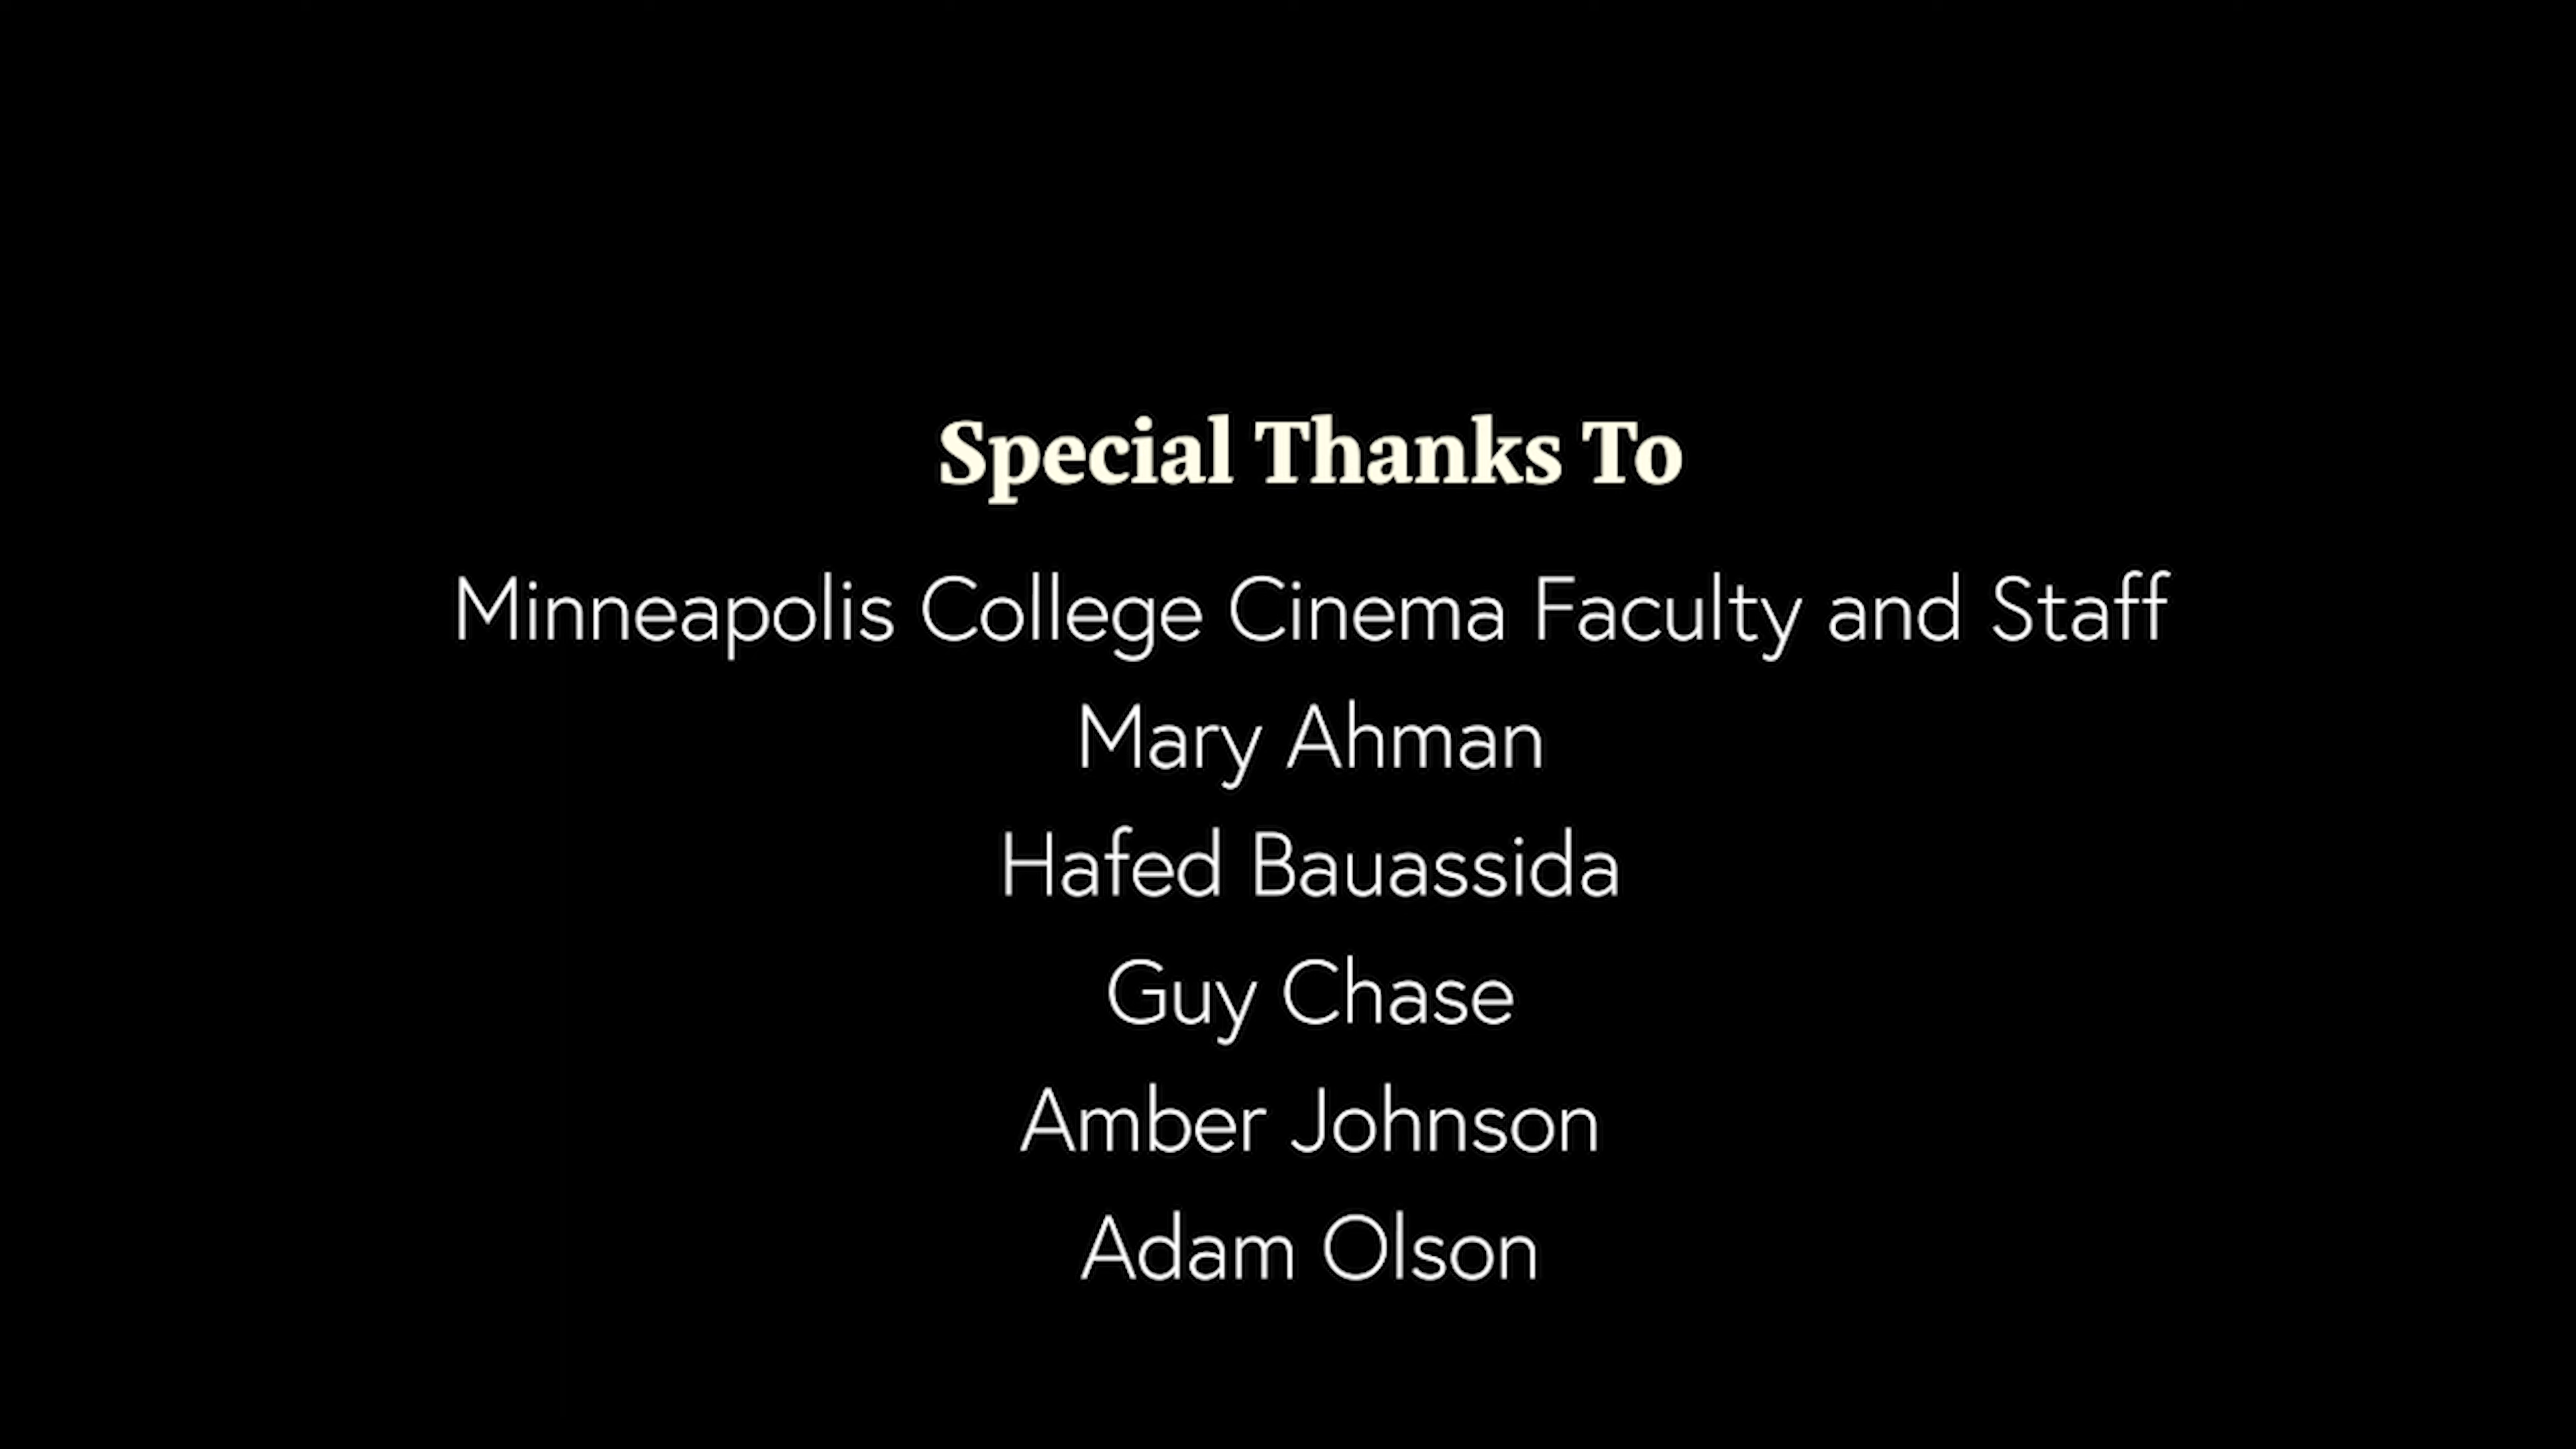 Special Thanks To
Minneapolis College Cinema Faculty and Staff
Mary Ahman
Hafed Bauassida
Guy Chase
Amber Johnson
Adam Olson